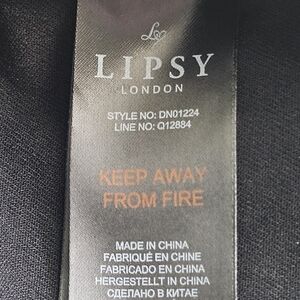 LIPSY
LONDON
STYLE NO: DN01224
LINE NO: Q12884
KEEP AWAY
FROM FIRE
MADE IN CHINA
FABRIQUÉ EN CHINE
FABRICADO EN CHINA
HERGESTELLT IN CHINA
СДЕЛАНО В КИТАЕ